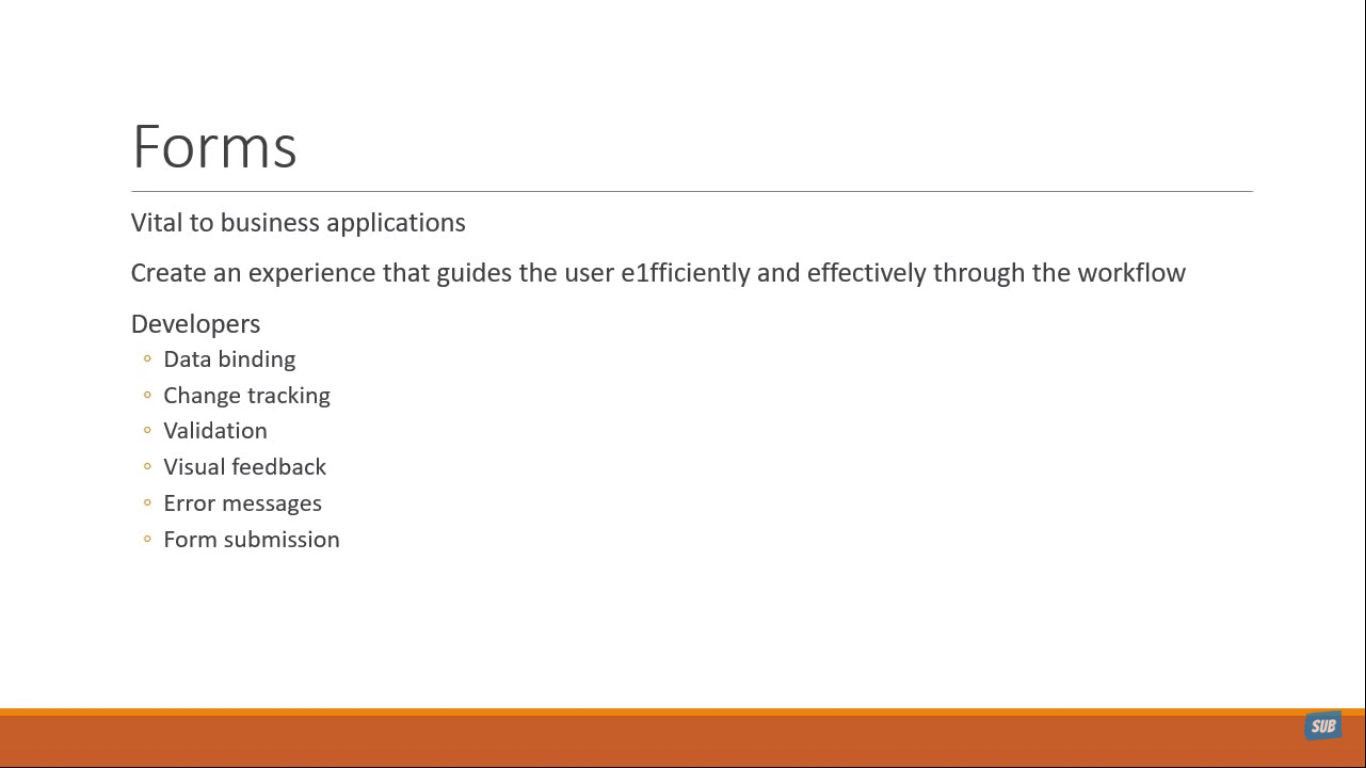 Forms
Vital to business applications
Create an experience that guides the user e1fficiently and effectively through the workflow
Developers
Data binding
Change tracking
Validation
Visual feedback
Error messages
Form submission
SUB